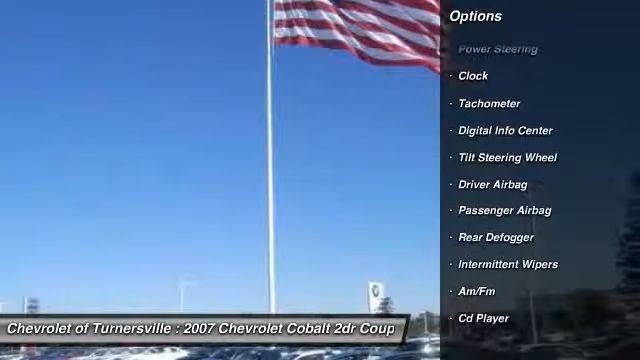 Options
· Power Steering
· Clock
· Tachometer
· Digital Info Center
· Tilt Steering Wheel
· Driver Airbag
· Passenger Airbag
· Rear Defogger
· Intermittent Wipers
· Am/Fm
· Cd Player
Chevrolet of Turnersville : 2007 Chevrolet Cobalt 2dr Coup